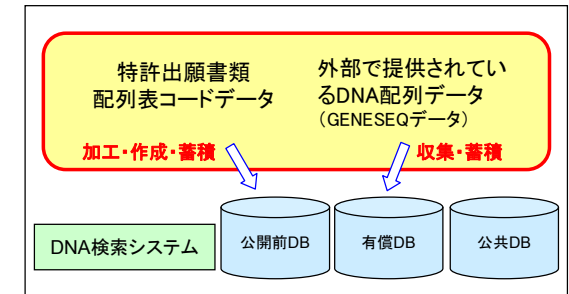 特許出願書類
配列表コードデータ
外部で提供されてい
るDNA配列データ
（GENESEQデータ）
加工・作成・蓄積
収集・蓄積
DNA検索システム
公開前DB
有償DB
公共DB